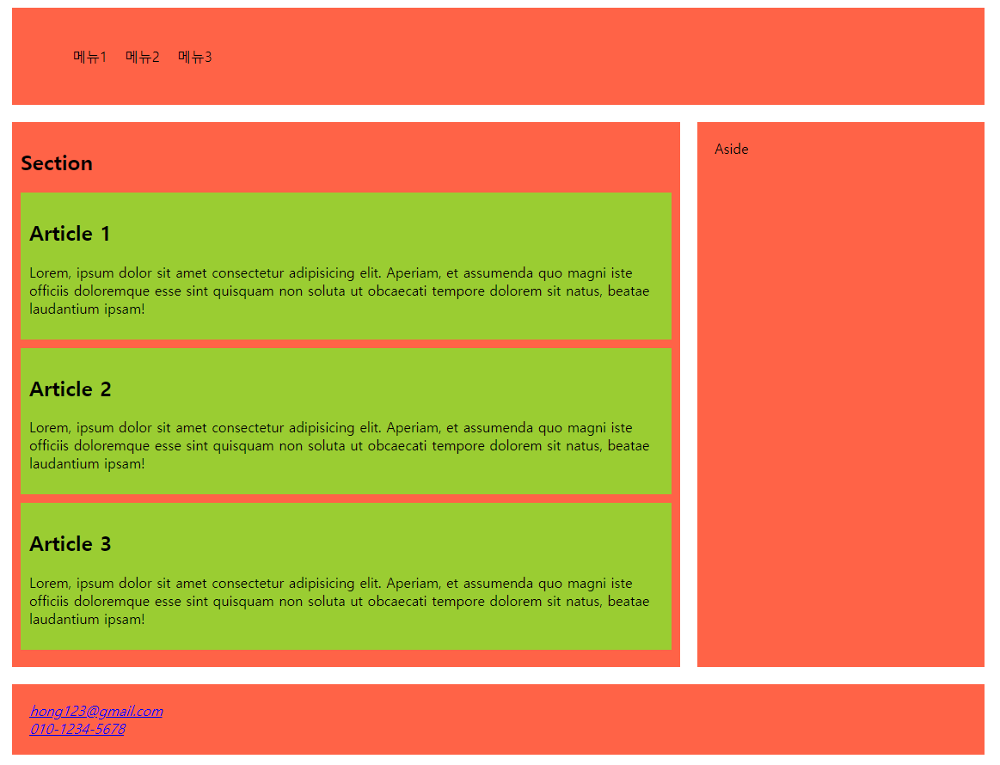 메뉴1 메뉴2 메뉴3
Section
Article 1
Lorem, ipsum dolor sit amet consectetur adipisicing elit. Aperiam, et assumenda quo magni iste
officiis doloremque esse sint quisquam non soluta ut obcaecati tempore dolorem sit natus, beatae
laudantium ipsam!
Article 2
Lorem, ipsum dolor sit amet consectetur adipisicing elit. Aperiam, et assumenda quo magni iste
officiis doloremque esse sint quisquam non soluta ut obcaecati tempore dolorem sit natus, beatae
laudantium ipsam!
Article 3
Lorem, ipsum dolor sit amet consectetur adipisicing elit. Aperiam, et assumenda quo magni iste
officiis doloremque esse sint quisquam non soluta ut obcaecati tempore dolorem sit natus, beatae
laudantium ipsam!
Aside
hong123@gmail.com
010-1234-5678